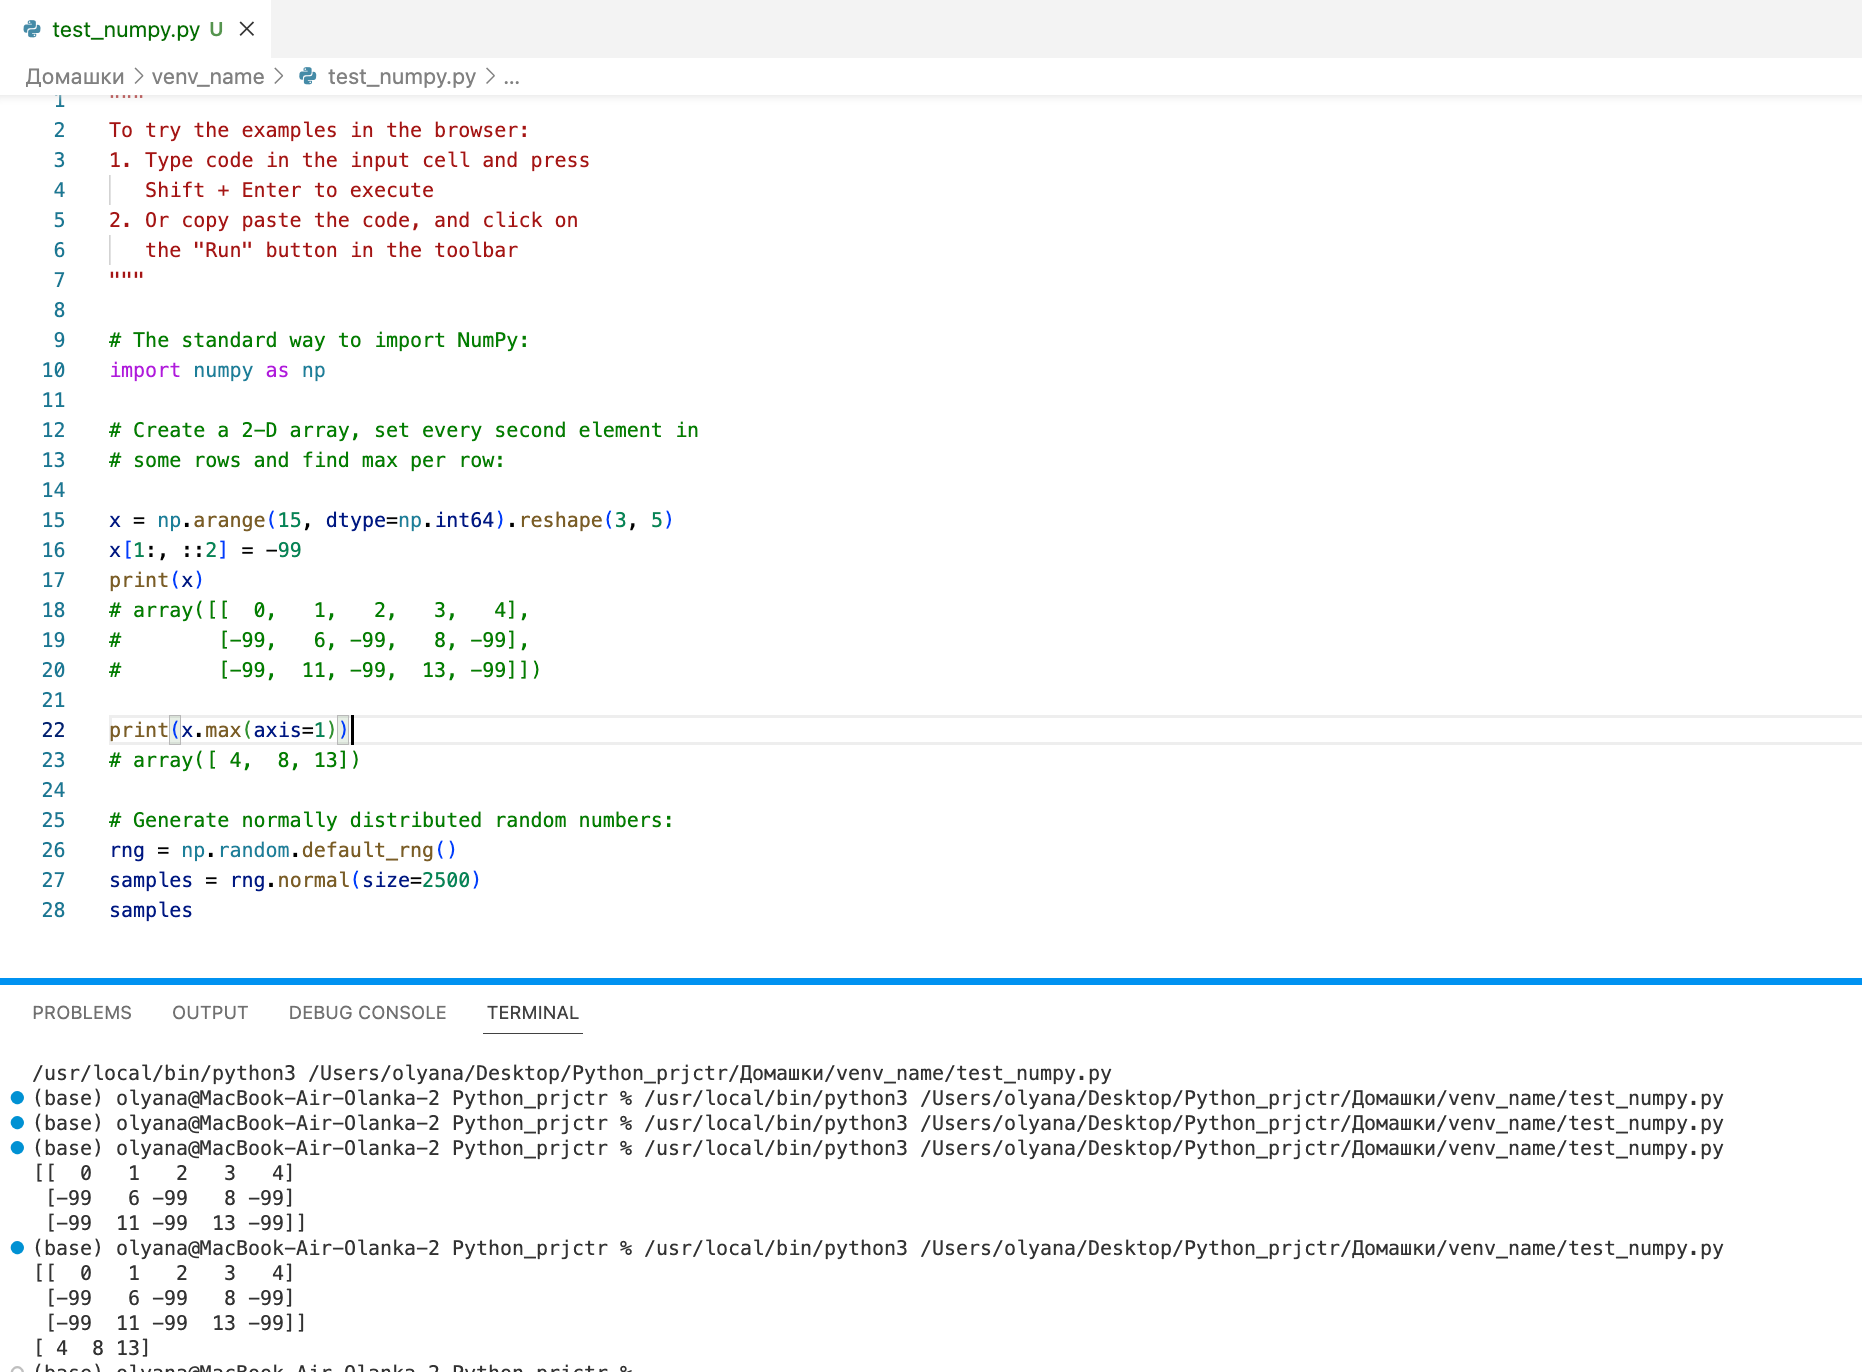 test_numpy.py U
Домашки > venv_name > test_numpy.py > ...
1 """
2 To try the examples in the browser:
3 1. Type code in the input cell and press
4    Shift + Enter to execute
5 2. Or copy paste the code, and click on
6    the "Run" button in the toolbar
7 """
8
9 # The standard way to import NumPy:
10 import numpy as np
11
12 # Create a 2-D array, set every second element in
13 # some rows and find max per row:
14
15 x = np.arange(15, dtype=np.int64).reshape(3, 5)
16 x[1:, ::2] = -99
17 print(x)
18 # array([[  0,   1,   2,   3,   4],
19 #        [-99,   6, -99,   8, -99],
20 #        [-99,  11, -99,  13, -99]])
21
22 print(x.max(axis=1))
23 # array([ 4,  8, 13])
24
25 # Generate normally distributed random numbers:
26 rng = np.random.default_rng()
27 samples = rng.normal(size=2500)
28 samples
PROBLEMS OUTPUT DEBUG CONSOLE TERMINAL
/usr/local/bin/python3 /Users/olyana/Desktop/Python_prjctr/Домашки/venv_name/test_numpy.py
(base) olyana@MacBook-Air-Olanka-2 Python_prjctr % /usr/local/bin/python3 /Users/olyana/Desktop/Python_prjctr/Домашки/venv_name/test_numpy.py
(base) olyana@MacBook-Air-Olanka-2 Python_prjctr % /usr/local/bin/python3 /Users/olyana/Desktop/Python_prjctr/Домашки/venv_name/test_numpy.py
(base) olyana@MacBook-Air-Olanka-2 Python_prjctr % /usr/local/bin/python3 /Users/olyana/Desktop/Python_prjctr/Домашки/venv_name/test_numpy.py
[[  0   1   2   3   4]
 [-99   6 -99   8 -99]
 [-99  11 -99  13 -99]]
(base) olyana@MacBook-Air-Olanka-2 Python_prjctr % /usr/local/bin/python3 /Users/olyana/Desktop/Python_prjctr/Домашки/venv_name/test_numpy.py
[[  0   1   2   3   4]
 [-99   6 -99   8 -99]
 [-99  11 -99  13 -99]]
[ 4  8 13]
(base) olyana@MacBook-Air-Olanka-2 Python_prjctr %